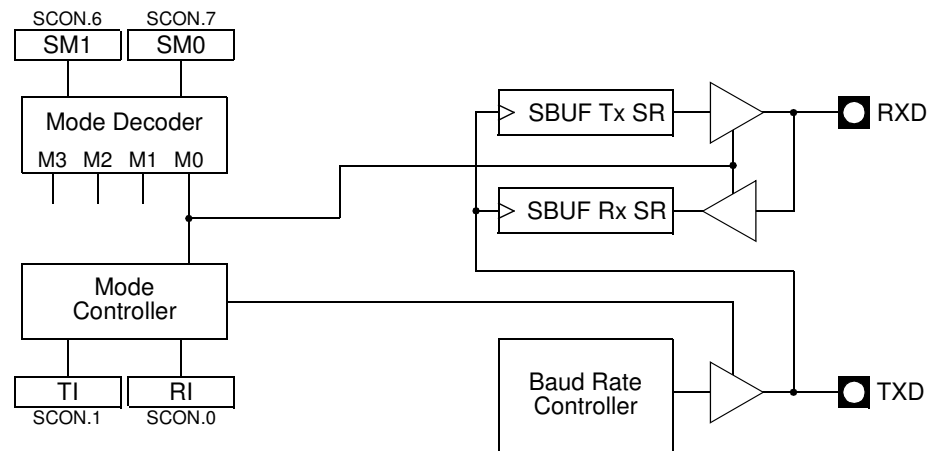 SCON.6 SCON.7
SM1 SM0
Mode Decoder
M3 M2 M1 M0
SBUF Tx SR
RXD
SBUF Rx SR
Mode
Controller
TI RI
SCON.1 SCON.0
Baud Rate
Controller
TXD